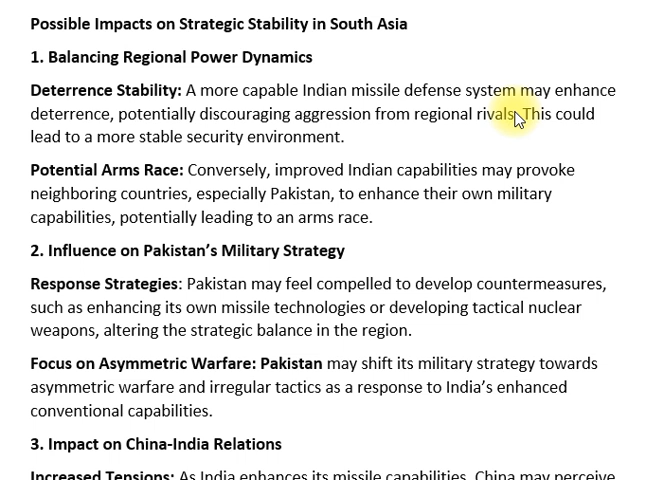 Possible Impacts on Strategic Stability in South Asia
1. Balancing Regional Power Dynamics
Deterrence Stability: A more capable Indian missile defense system may enhance
deterrence, potentially discouraging aggression from regional rivals. This could
lead to a more stable security environment.
Potential Arms Race: Conversely, improved Indian capabilities may provoke
neighboring countries, especially Pakistan, to enhance their own military
capabilities, potentially leading to an arms race.
2. Influence on Pakistan’s Military Strategy
Response Strategies: Pakistan may feel compelled to develop countermeasures,
such as enhancing its own missile technologies or developing tactical nuclear
weapons, altering the strategic balance in the region.
Focus on Asymmetric Warfare: Pakistan may shift its military strategy towards
asymmetric warfare and irregular tactics as a response to India’s enhanced
conventional capabilities.
3. Impact on China-India Relations
Increased Tensions: As India enhances its missile capabilities, China may perceive